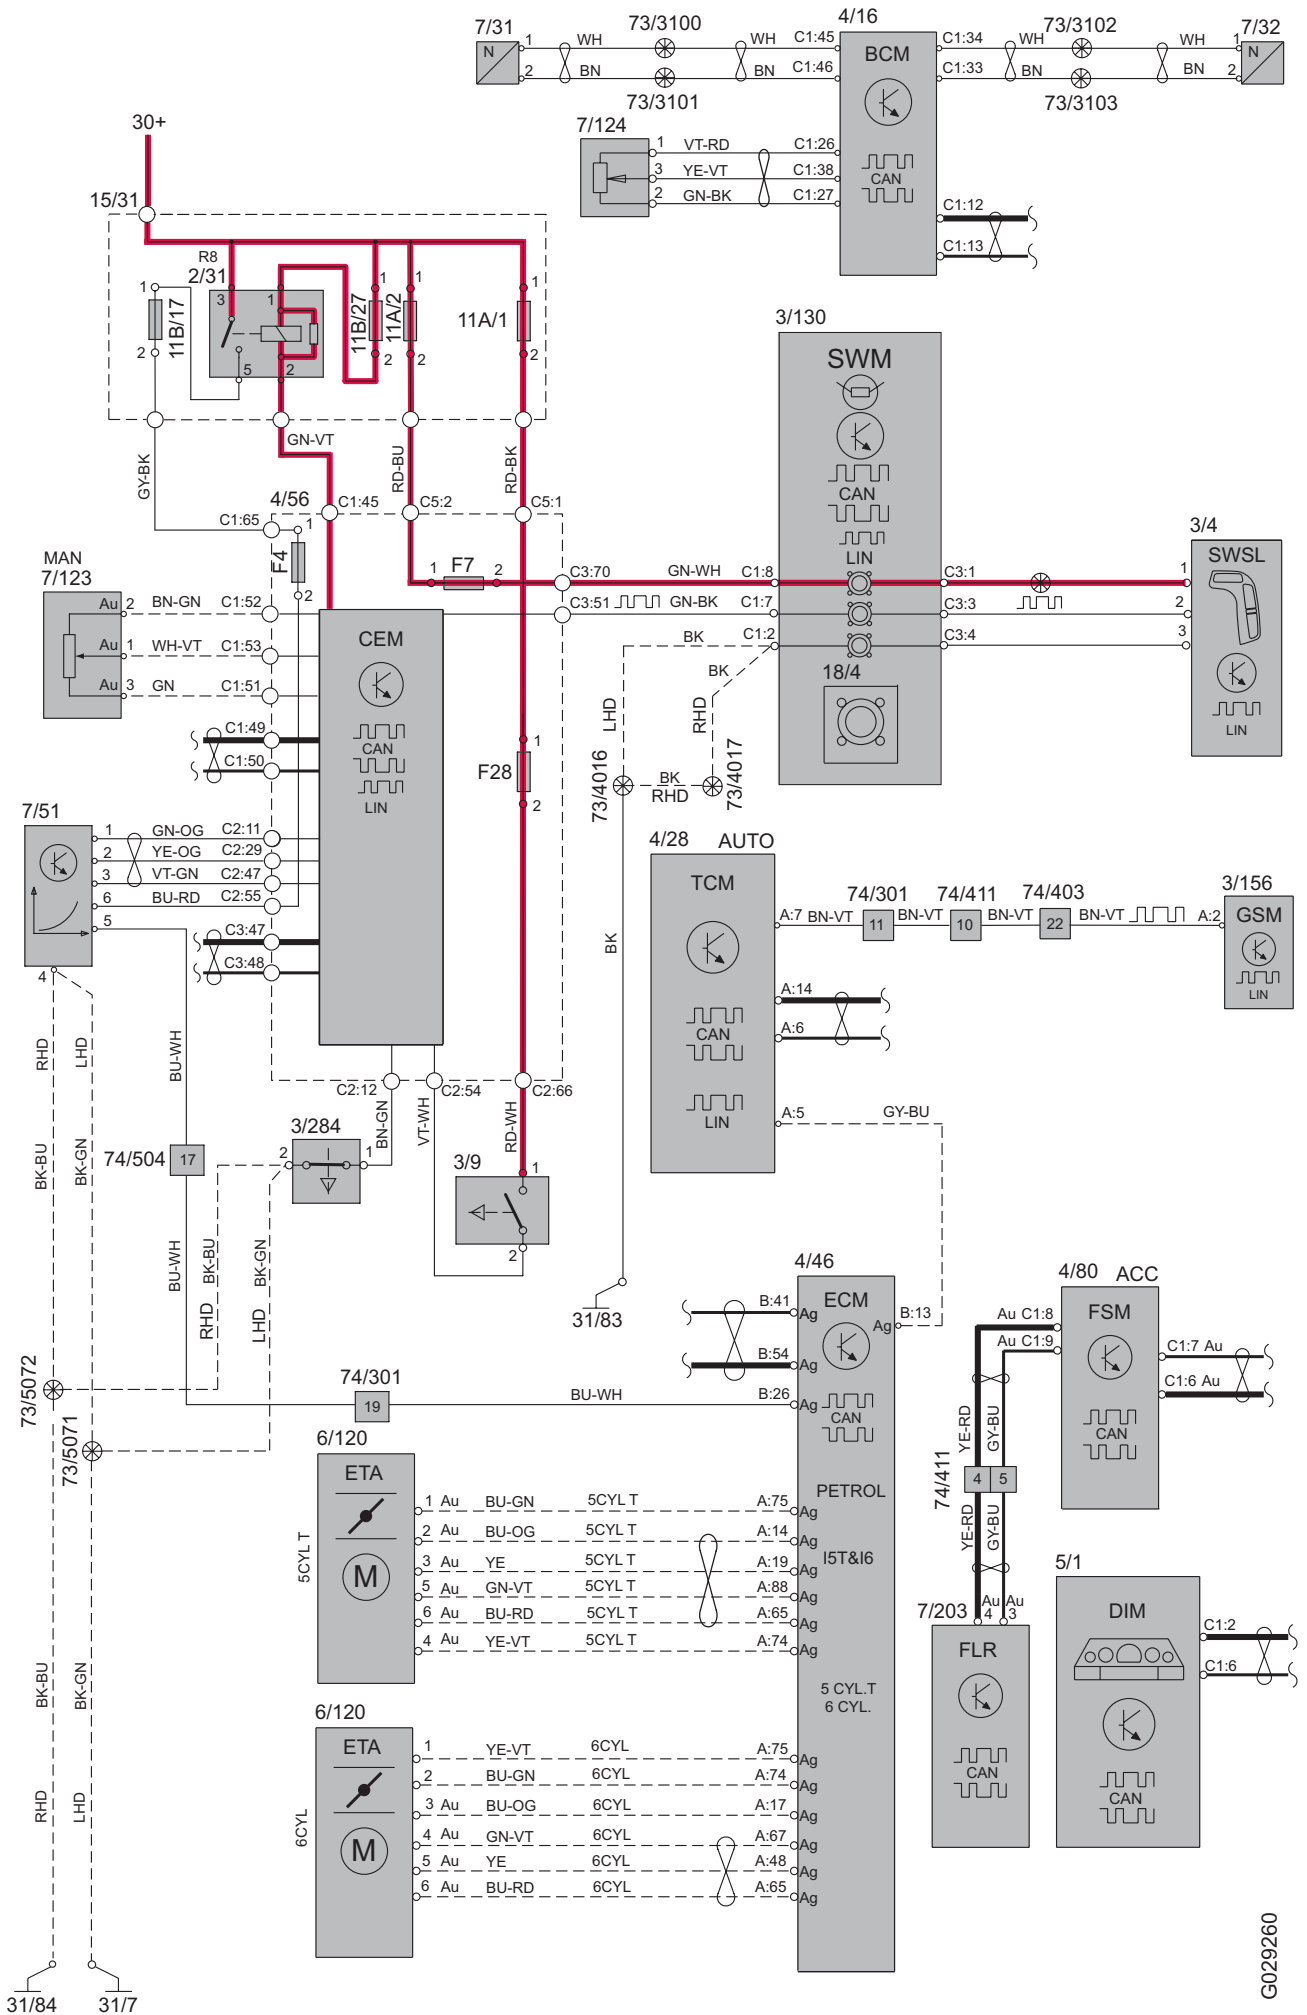 7/31
73/3100
4/16
73/3102
7/32
N
1
WH
WH
C1:45
BCM
C1:34
WH
WH
1
N
2
BN
BN
C1:46
C1:33
BN
BN
2
73/3101
73/3103
30+
7/124
1
VT-RD
C1:26
3
YE-VT
C1:38
CAN
2
GN-BK
C1:27
15/31
C1:12
C1:13
R8
2/31
1
3
1
1
1
1
11B/17
11B/27
11A/2
11A/1
2
5
2
2
2
2
3/130
SWM
CAN
LIN
GN-VT
GY-BK
RD-BU
RD-BK
4/56
C1:45
C5:2
C5:1
C1:65
1
F4
2
1
F7
2
C3:70
GN-WH
C1:8
C3:1
1
3/4
SWSL
C3:51
GN-BK
C1:7
C3:3
2
BK
C1:2
C3:4
3
LIN
BK
18/4
LHD
RHD
73/4016
BK
RHD
73/4017
MAN
7/123
Au
2
BN-GN
C1:52
Au
1
WH-VT
C1:53
Au
3
GN
C1:51
CEM
CAN
LIN
C1:49
C1:50
1
F28
2
7/51
1
GN-OG
C2:11
2
YE-OG
C2:29
3
VT-GN
C2:47
6
BU-RD
C2:55
5
4
C3:47
C3:48
BK
4/28
AUTO
TCM
74/301
74/411
74/403
3/156
A:7
BN-VT
11
BN-VT
10
BN-VT
22
BN-VT
A:2
GSM
LIN
A:14
CAN
A:6
LIN
A:5
GY-BU
RHD
LHD
BU-WH
C2:12
C2:54
C2:66
BN-GN
VT-WH
RD-WH
3/284
2
1
3/9
1
2
74/504
17
BK-BU
BK-GN
BU-WH
BK-BU
BK-GN
RHD
LHD
31/83
4/46
ECM
B:41
Ag
B:13
Ag
B:54
Ag
B:26
Ag
CAN
PETROL
I5T&I6
5 CYL.T
6 CYL.
4/80
ACC
FSM
Au
C1:8
Au
C1:9
C1:7 Au
C1:6 Au
CAN
YE-RD
GY-BU
74/411
4
5
YE-RD
GY-BU
73/5072
73/5071
74/301
19
BU-WH
6/120
ETA
M
5CYL T
1
Au
BU-GN
5CYL T
A:75
Ag
2
Au
BU-OG
5CYL T
A:14
Ag
3
Au
YE
5CYL T
A:19
Ag
5
Au
GN-VT
5CYL T
A:88
Ag
6
Au
BU-RD
5CYL T
A:65
Ag
4
Au
YE-VT
5CYL T
A:74
Ag
7/203
Au
4
Au
3
FLR
CAN
5/1
DIM
C1:2
C1:6
CAN
BK-BU
BK-GN
RHD
LHD
6/120
ETA
M
6CYL
1
YE-VT
6CYL
A:75
Ag
2
BU-GN
6CYL
A:74
Ag
3
Au
BU-OG
6CYL
A:17
Ag
4
Au
GN-VT
6CYL
A:67
Ag
5
Au
YE
6CYL
A:48
Ag
6
Au
BU-RD
6CYL
A:65
Ag
31/84
31/7
G029260